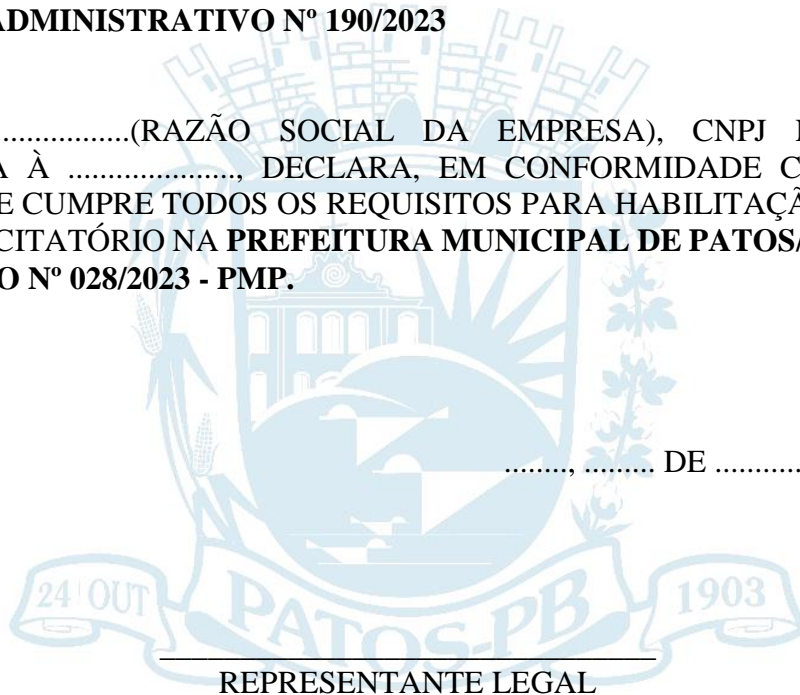 ADMINISTRATIVO Nº 190/2023
................(RAZÃO SOCIAL DA EMPRESA), CNPJ
À ...................., DECLARA, EM CONFORMIDADE C
E CUMPRE TODOS OS REQUISITOS PARA HABILITAÇÃ
CITATÓRIO NA PREFEITURA MUNICIPAL DE PATOS/
O Nº 028/2023 - PMP.
........, ......... DE ...........
24 OUT
PATOS-PB
1903
REPRESENTANTE LEGAL